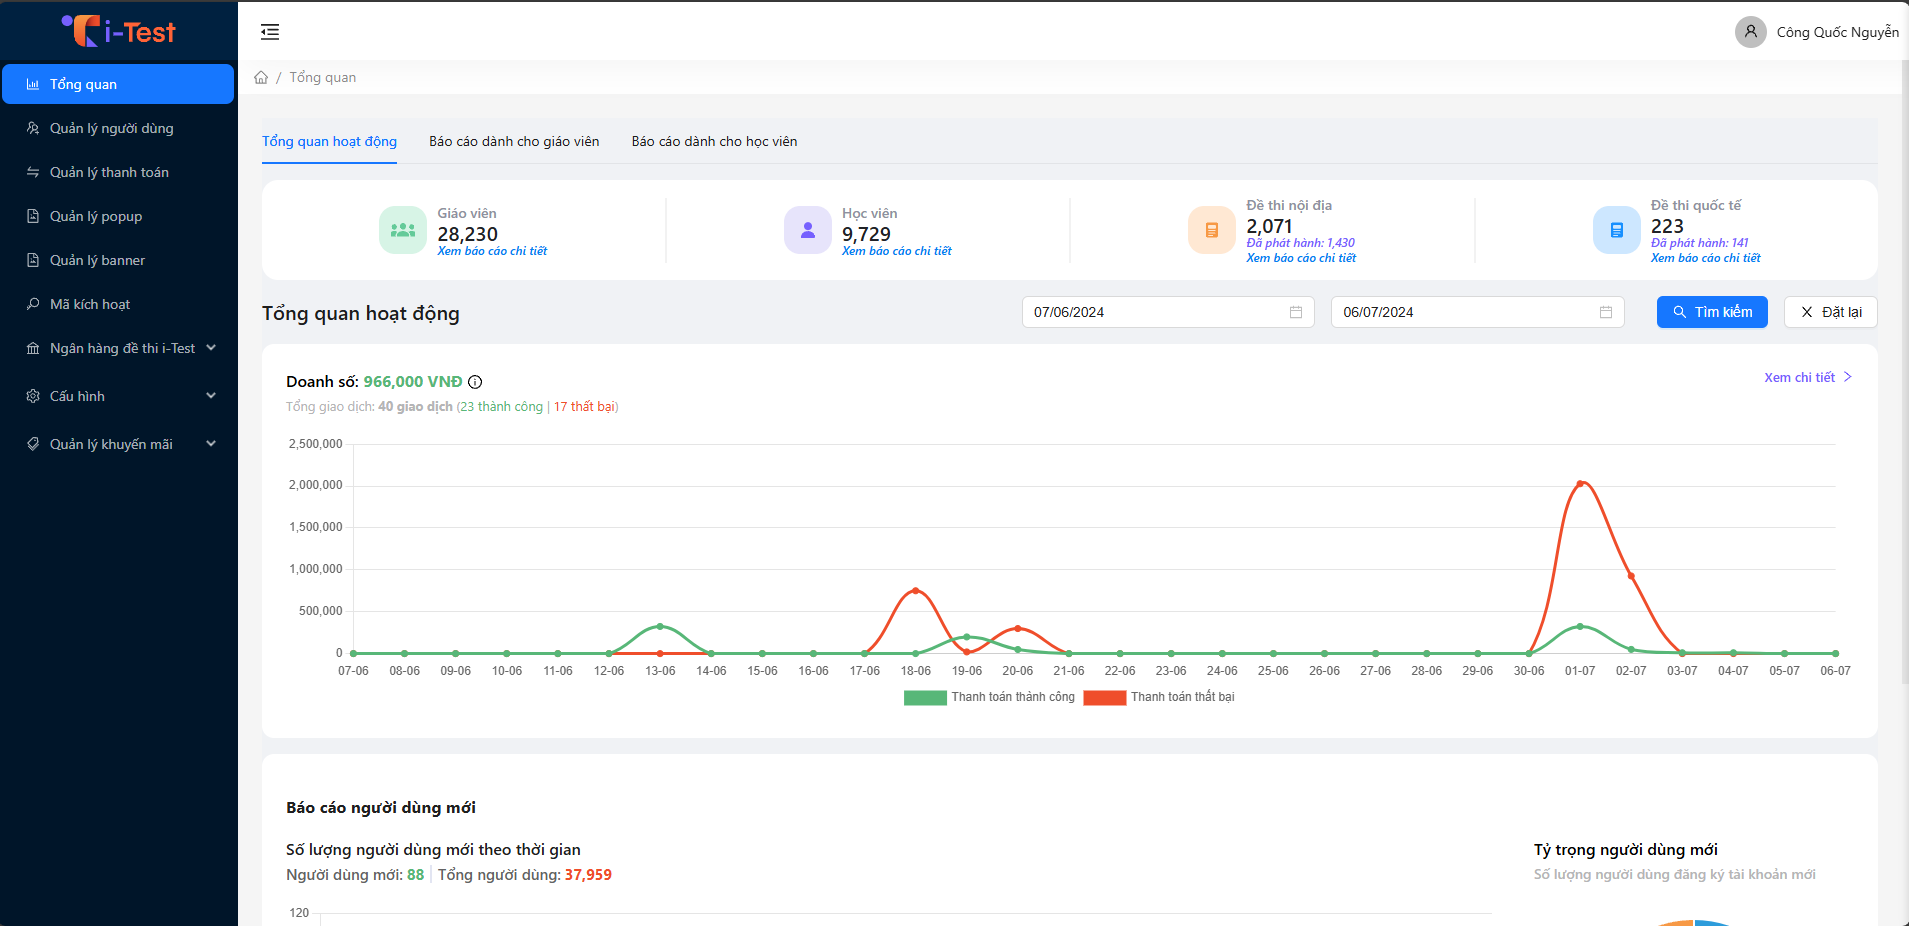 i-Test
Công Quốc Nguyễn
Tổng quan
/ Tổng quan
Quản lý người dùng
Quản lý thanh toán
Quản lý popup
Quản lý banner
Mã kích hoạt
Ngân hàng đề thi i-Test
Cấu hình
Quản lý khuyến mãi
Tổng quan hoạt động
Báo cáo dành cho giáo viên
Báo cáo dành cho học viên
Giáo viên
28,230
Xem báo cáo chi tiết
Học viên
9,729
Xem báo cáo chi tiết
Đề thi nội địa
2,071
Đã phát hành: 1,430
Xem báo cáo chi tiết
Đề thi quốc tế
223
Đã phát hành: 141
Xem báo cáo chi tiết
Tổng quan hoạt động
07/06/2024
06/07/2024
Tìm kiếm
Đặt lại
Doanh số: 966,000 VNĐ
Xem chi tiết
Tổng giao dịch: 40 giao dịch (23 thành công | 17 thất bại)
2,500,000
2,000,000
1,500,000
1,000,000
500,000
0
07-06 08-06 09-06 10-06 11-06 12-06 13-06 14-06 15-06 16-06 17-06 18-06 19-06 20-06 21-06 22-06 23-06 24-06 25-06 26-06 27-06 28-06 29-06 30-06 01-07 02-07 03-07 04-07 05-07 06-07
Thanh toán thành công Thanh toán thất bại
Báo cáo người dùng mới
Số lượng người dùng mới theo thời gian
Người dùng mới: 88 | Tổng người dùng: 37,959
120
Tỷ trọng người dùng mới
Số lượng người dùng đăng ký tài khoản mới